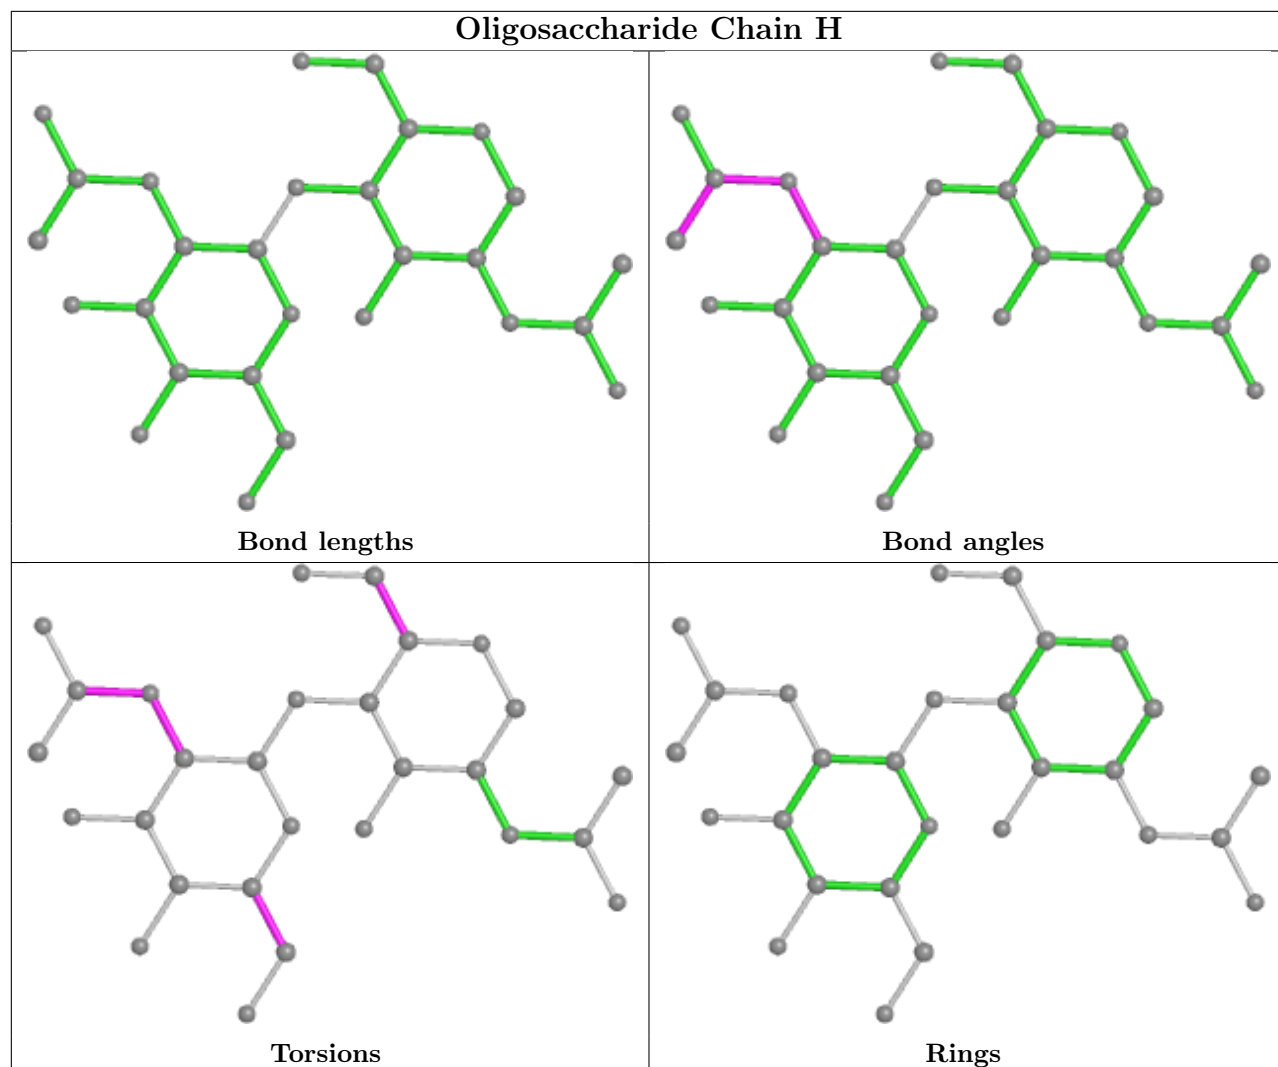 Oligosaccharide Chain H
Bond lengths
Bond angles
Torsions
Rings